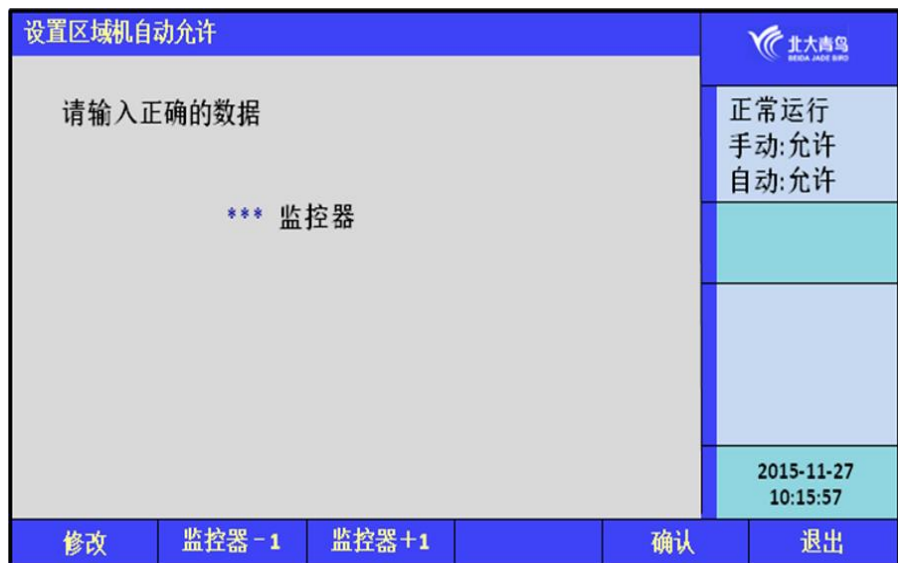 设置区域机自动允许
北大青鸟
BEIDA JADE BIRD
请输入正确的数据
*** 监控器
正常运行
手动:允许
自动:允许
2015-11-27
10:15:57
修改
监控器-1
监控器+1
确认
退出